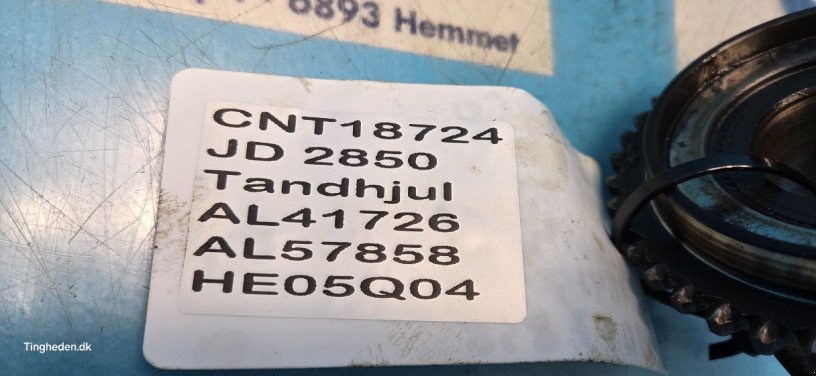 6893 Hemmet
CNT18724
JD 2850
Tandhjul
AL41726
AL57858
HE05Q04
Tingheden.dk